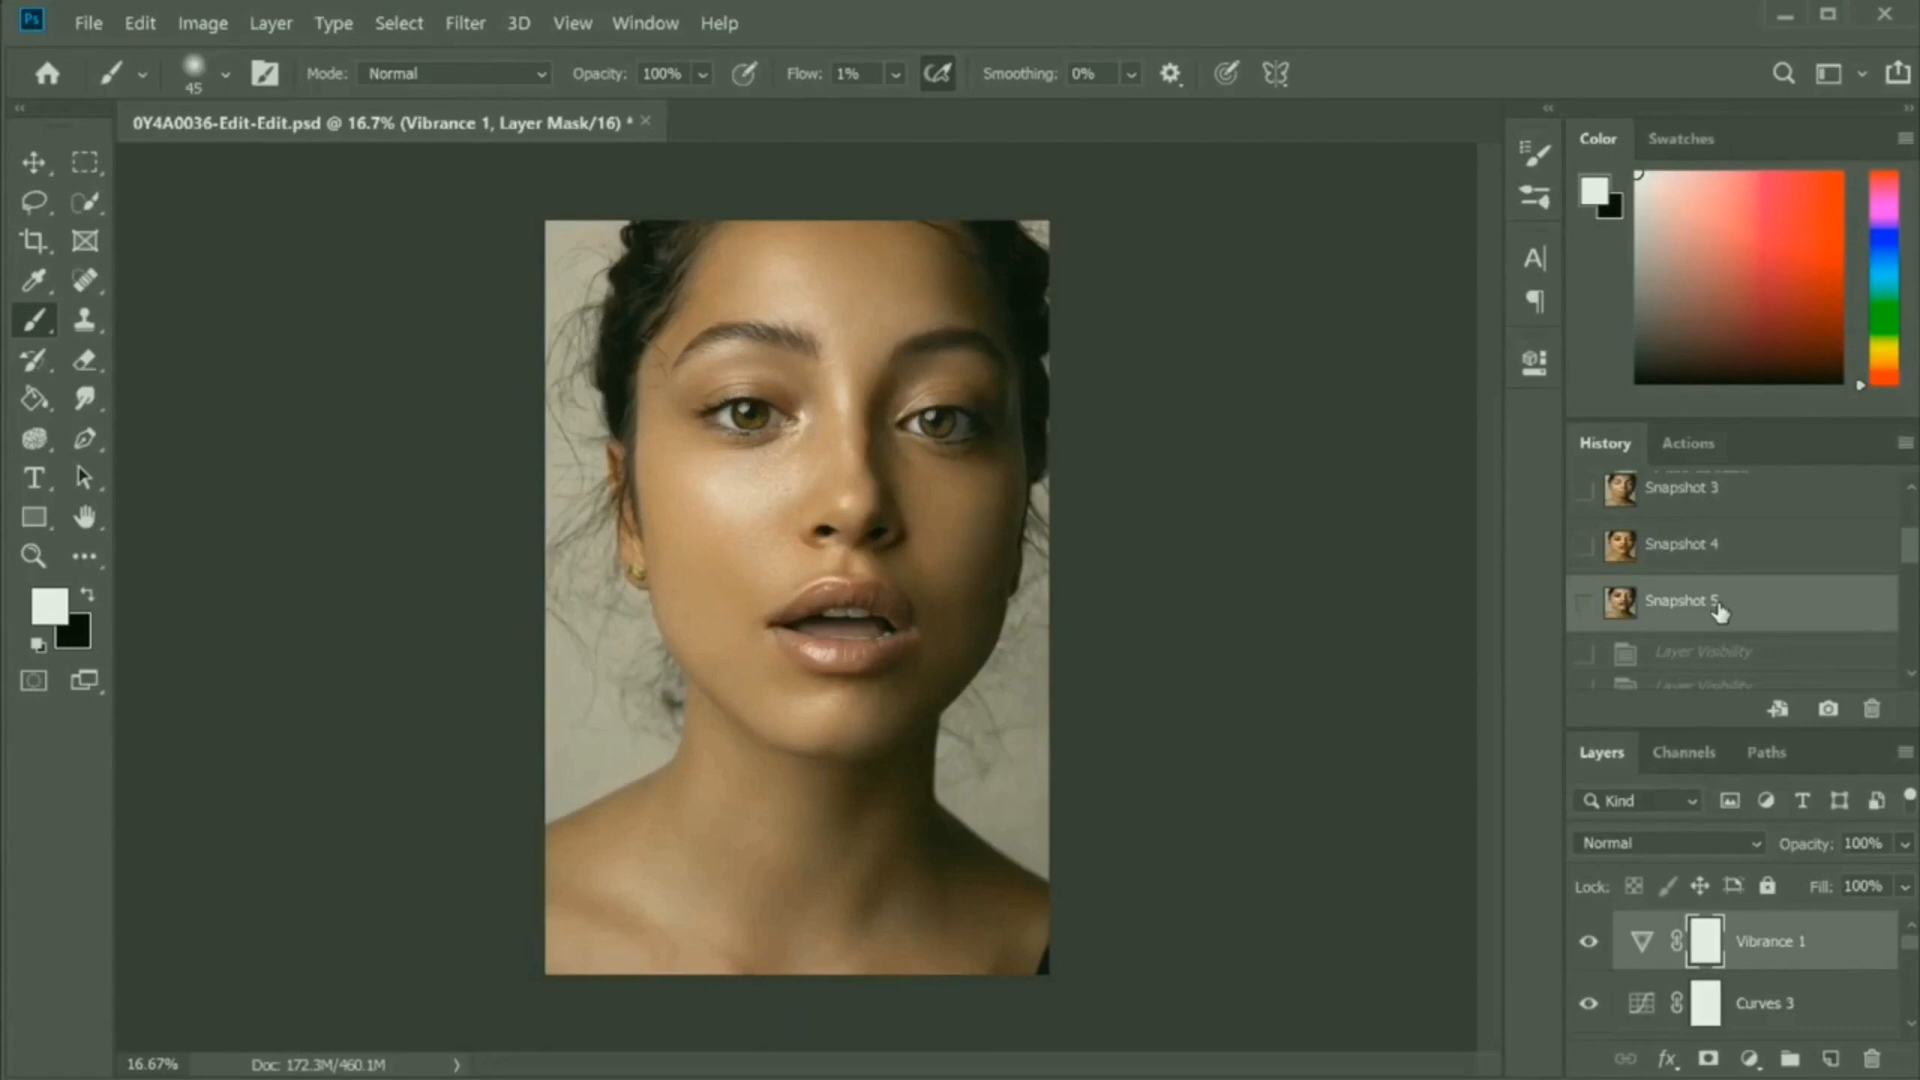 Ps File Edit Image Layer Type Select Filter 3D View Window Help
45 Mode: Normal Opacity: 100% Flow: 1% Smoothing: 0%
0Y4A0036-Edit-Edit.psd @ 16.7% (Vibrance 1, Layer Mask/16) *
Color Swatches
History Actions
Snapshot 3
Snapshot 4
Snapshot 5
Layer Visibility
Layer Visibility
Layers Channels Paths
Kind
Normal Opacity: 100%
Lock: Fill: 100%
Vibrance 1
Curves 3
16.67% Doc: 172.3M/460.1M